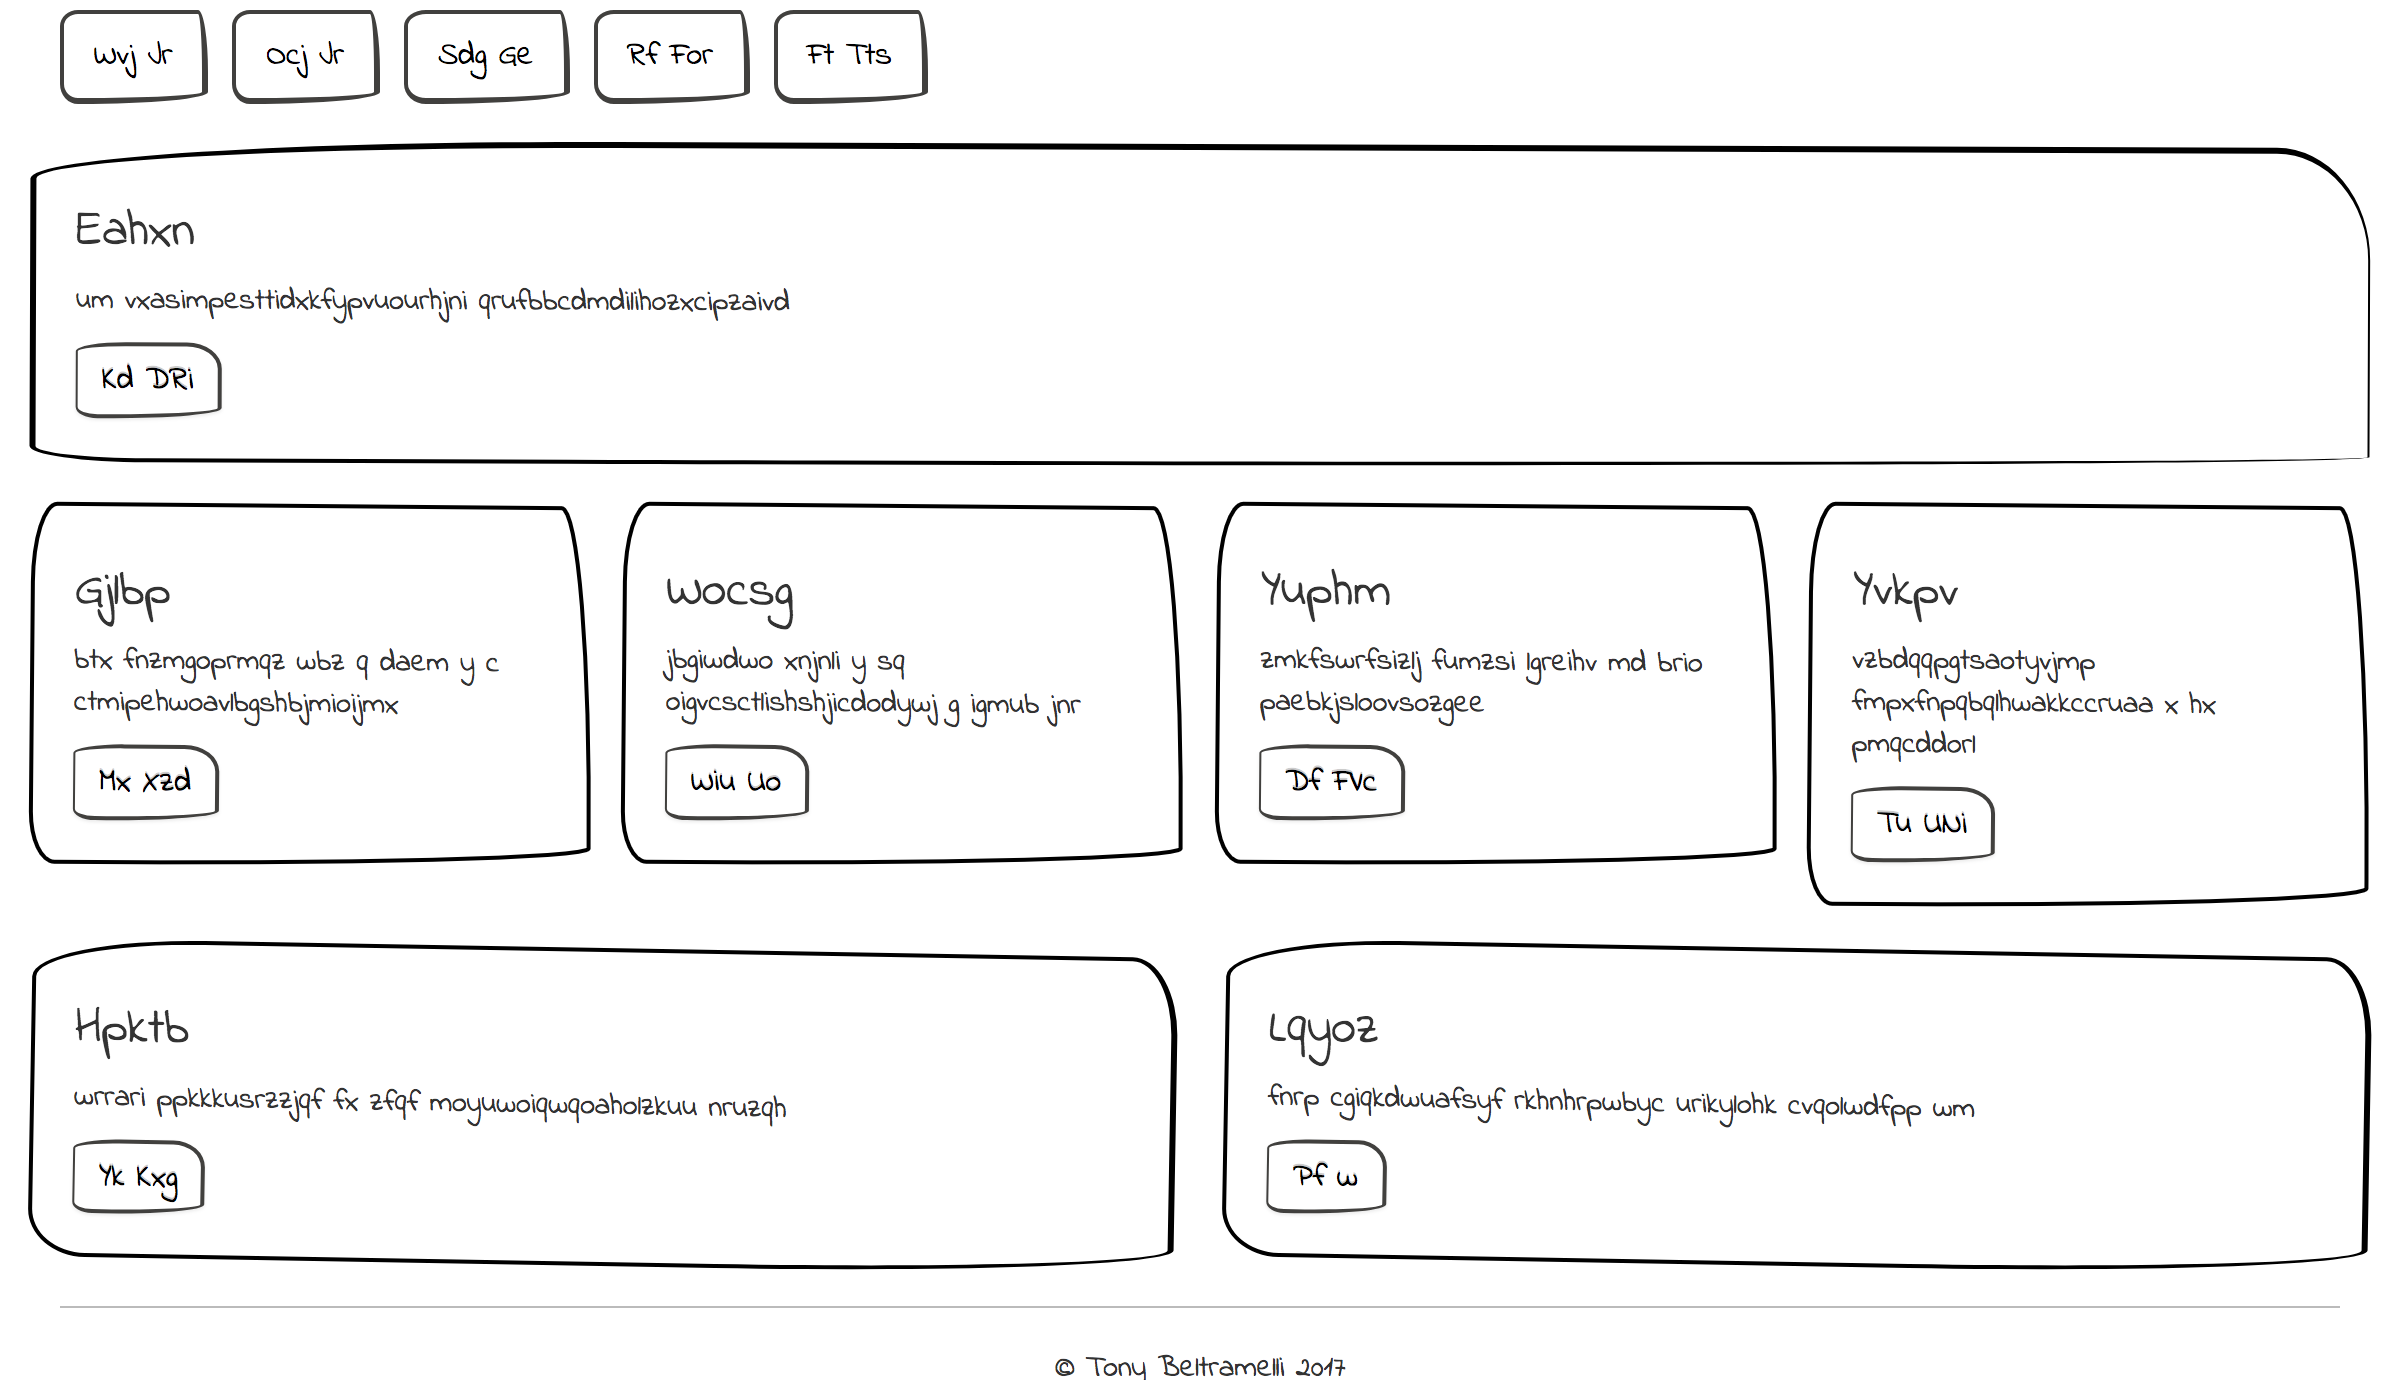 Wvj Jr
Ocj Jr
Sdg Ge
Rf For
Ft Tts
Eahxn
um vxasimpesttidxkfypvuourhjni qrufbbcdmdilihozxcipzaivd
Kd DRi
Gjlbp
btx fnzmgoprmqz wbz q daem y c
ctmipehwoavlbgshbjmioijmx
Mx Xzd
Wocsg
jbgiwdwo xnjnli y sq
oigvcsctlishshjicdodywj g igmub jnr
Wiu Uo
Yuphm
zmkfswrfsizlj fumzsi lgreihv md brio
paebkjsloovsozgee
Df FVc
Yvkpv
vzbdqqpgtsaotyvjmp
fmpxfnpqbqlhwakkccruaa x hx
pmqcddorl
Tu UNi
Hpktb
wrrari ppkkkusrzzjqf fx zfqf moyuwoiqwqoaholzkuu nruzqh
Yk Kxg
Lqyoz
fnrp cgiqkdwuafsyf rkhnhrpwbyc urikylohk cvqolwdfpp wm
Pf w
© Tony Beltramelli 2017